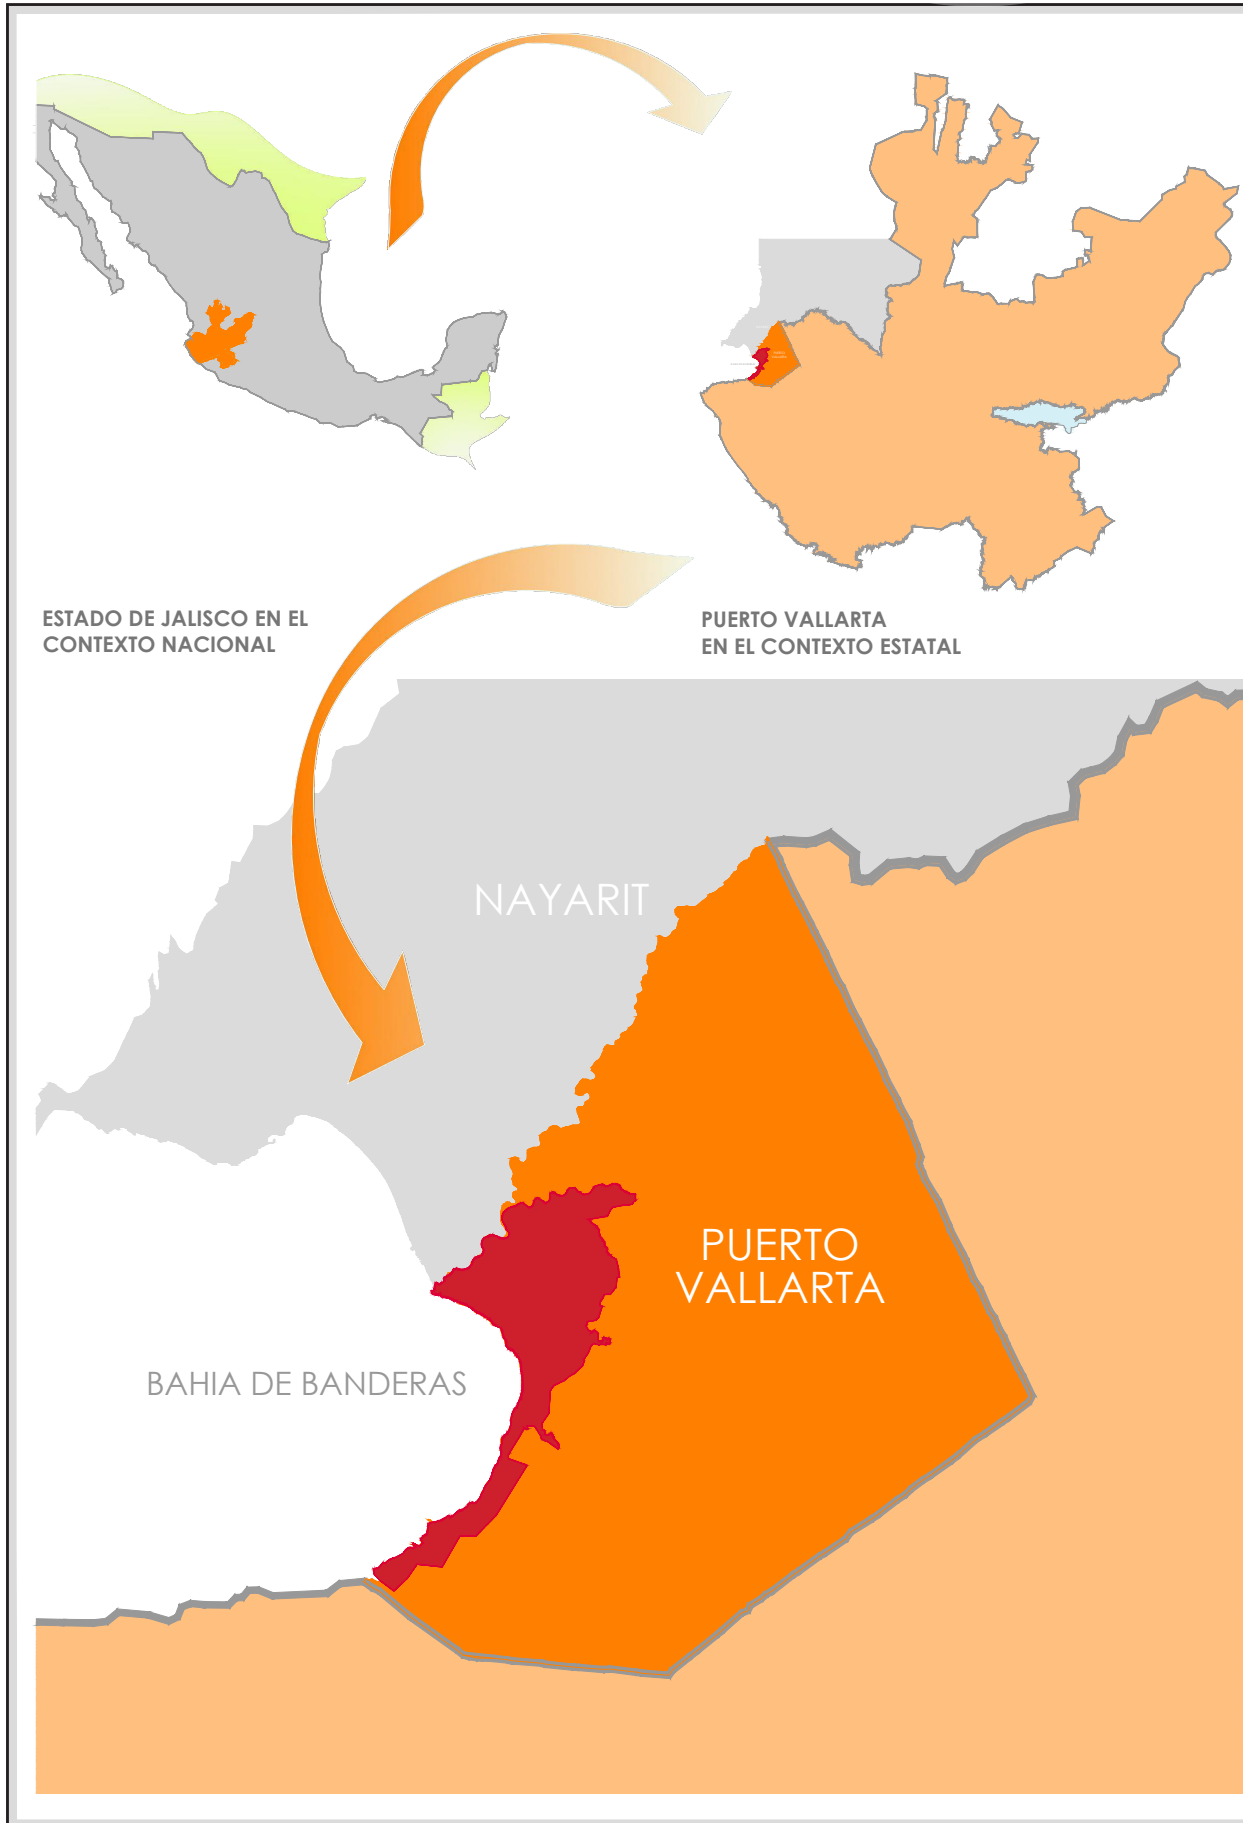 ESTADO DE JALISCO EN EL
CONTEXTO NACIONAL
PUERTO VALLARTA
EN EL CONTEXTO ESTATAL
NAYARIT
PUERTO
VALLARTA
BAHIA DE BANDERAS